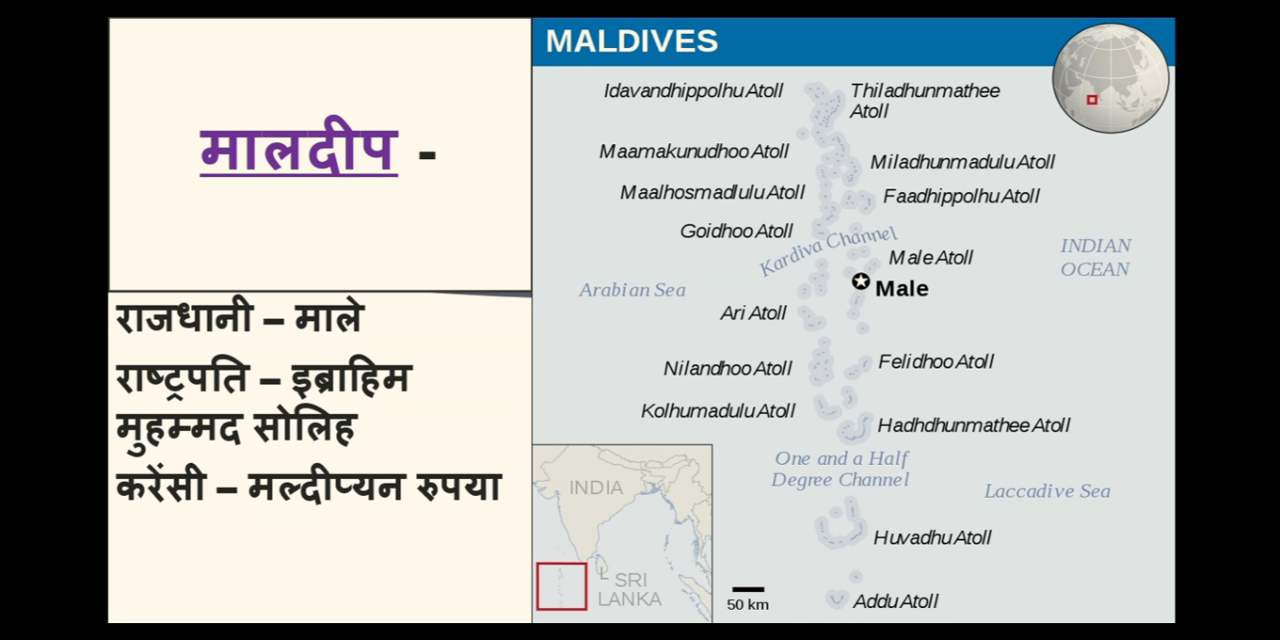 मालदीप -
राजधानी – माले
राष्ट्रपति – इब्राहिम
मुहम्मद सोलिह
करेंसी – मल्दीप्यन रुपया
MALDIVES
Idavandhippolhu Atoll
Thiladhunmathee
Atoll
Maamakunudhoo Atoll
Miladhunmadulu Atoll
Maalhosmadlulu Atoll
Faadhippolhu Atoll
Goidhoo Atoll
Kardiva Channel
Male Atoll
INDIAN
OCEAN
Arabian Sea
Male
Ari Atoll
Nilandhoo Atoll
Felidhoo Atoll
Kolhumadulu Atoll
Hadhdhunmathee Atoll
One and a Half
Degree Channel
Laccadive Sea
Huvadhu Atoll
Addu Atoll
INDIA
SRI
LANKA
50 km